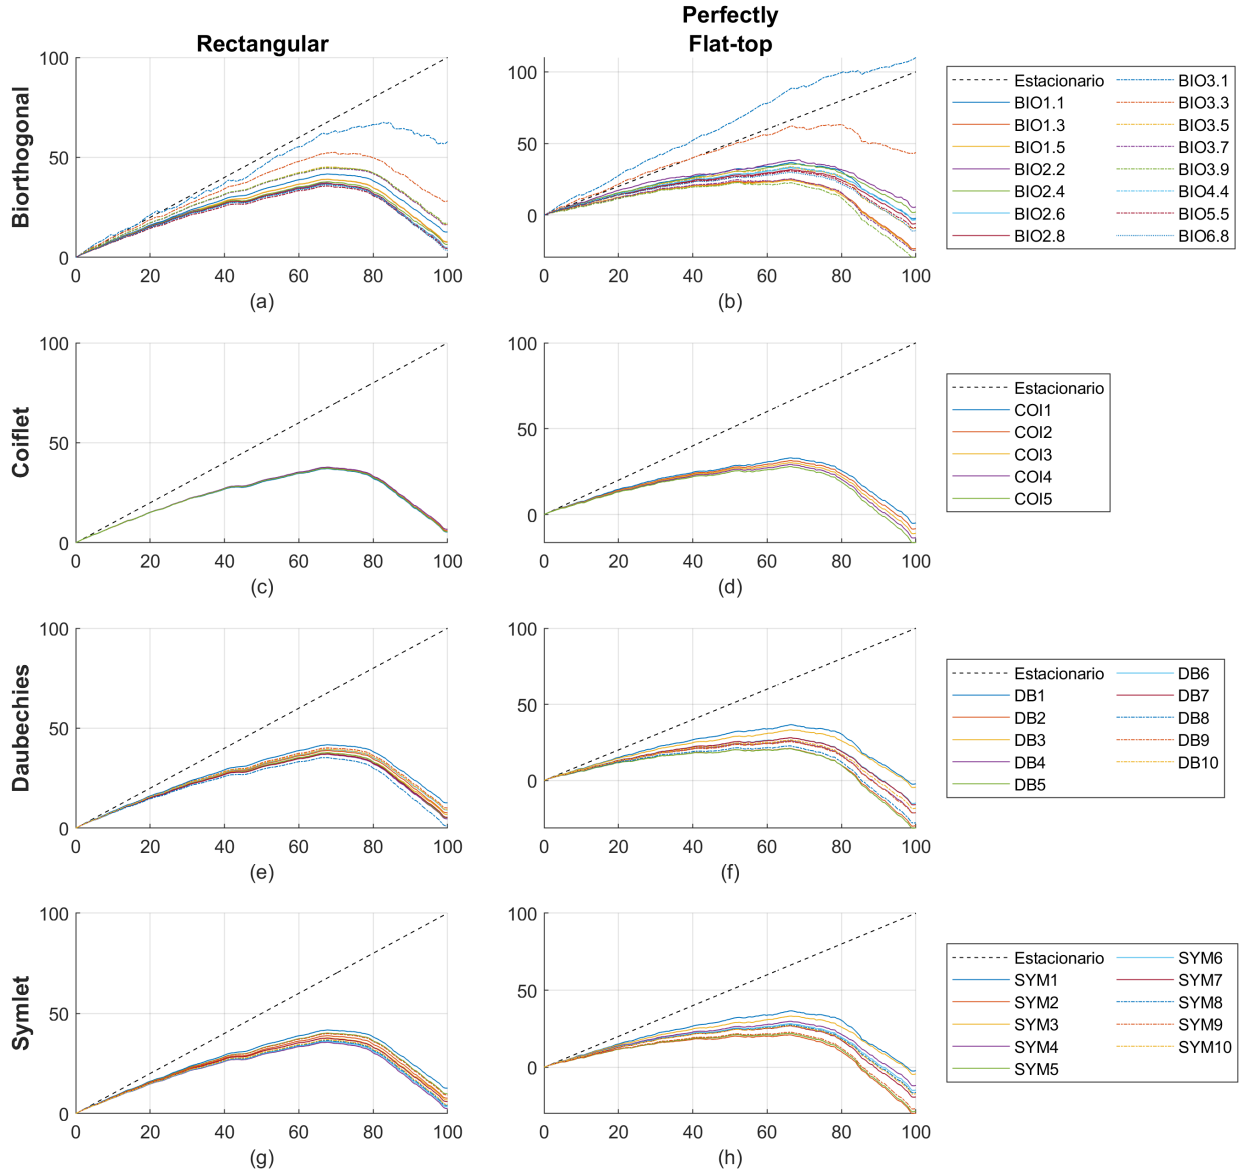 Rectangular
Perfectly
Flat-top
Biorthogonal
100
50
0
0 20 40 60 80 100
(a)
100
50
0
0 20 40 60 80 100
(b)
Estacionario
BIO1.1
BIO1.3
BIO1.5
BIO2.2
BIO2.4
BIO2.6
BIO2.8
BIO3.1
BIO3.3
BIO3.5
BIO3.7
BIO3.9
BIO4.4
BIO5.5
BIO6.8
Coiflet
100
50
0
0 20 40 60 80 100
(c)
100
50
0
0 20 40 60 80 100
(d)
Estacionario
COI1
COI2
COI3
COI4
COI5
Daubechies
100
50
0
0 20 40 60 80 100
(e)
100
50
0
0 20 40 60 80 100
(f)
Estacionario
DB1
DB2
DB3
DB4
DB5
DB6
DB7
DB8
DB9
DB10
Symlet
100
50
0
0 20 40 60 80 100
(g)
100
50
0
0 20 40 60 80 100
(h)
Estacionario
SYM1
SYM2
SYM3
SYM4
SYM5
SYM6
SYM7
SYM8
SYM9
SYM10